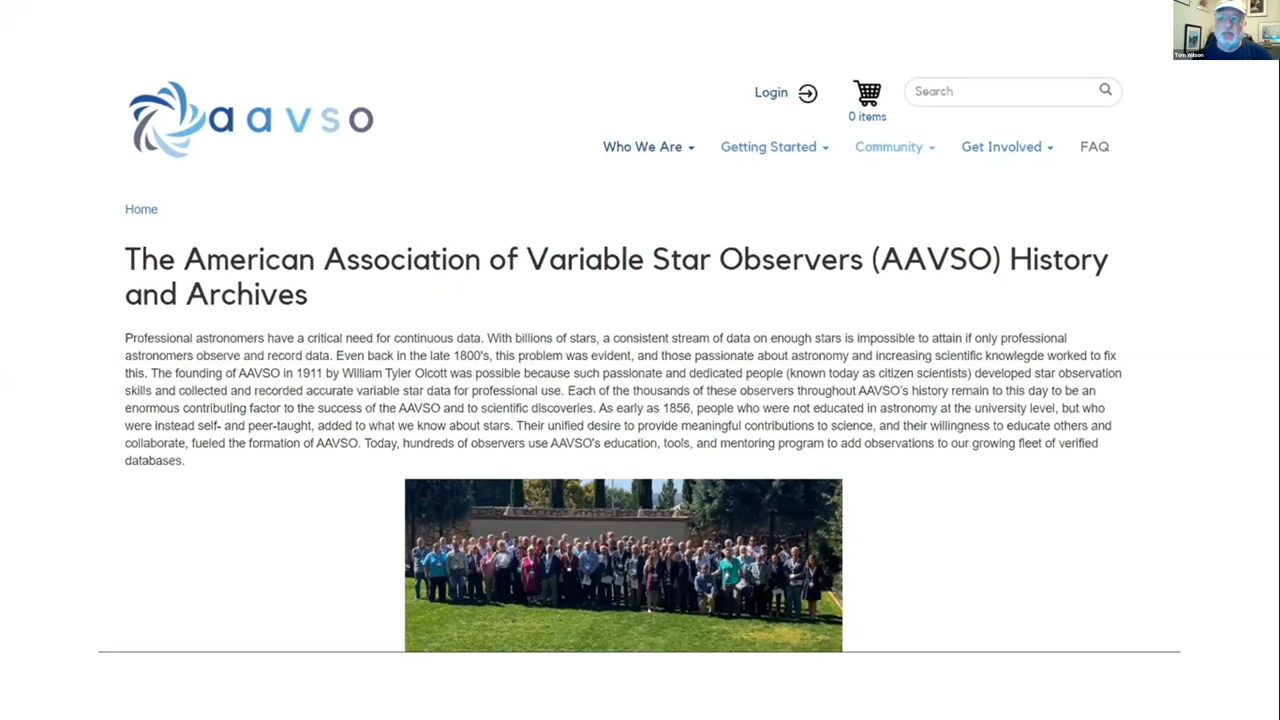 Tom Wilson
aavso
Login
0 items
Search
Who We Are
Getting Started
Community
Get Involved
FAQ
Home
The American Association of Variable Star Observers (AAVSO) History
and Archives
Professional astronomers have a critical need for continuous data. With billions of stars, a consistent stream of data on enough stars is impossible to attain if only professional
astronomers observe and record data. Even back in the late 1800's, this problem was evident, and those passionate about astronomy and increasing scientific knowlegde worked to fix
this. The founding of AAVSO in 1911 by William Tyler Olcott was possible because such passionate and dedicated people (known today as citizen scientists) developed star observation
skills and collected and recorded accurate variable star data for professional use. Each of the thousands of these observers throughout AAVSO's history remain to this day to be an
enormous contributing factor to the success of the AAVSO and to scientific discoveries. As early as 1856, people who were not educated in astronomy at the university level, but who
were instead self- and peer-taught, added to what we know about stars. Their unified desire to provide meaningful contributions to science, and their willingness to educate others and
collaborate, fueled the formation of AAVSO. Today, hundreds of observers use AAVSO's education, tools, and mentoring program to add observations to our growing fleet of verified
databases.